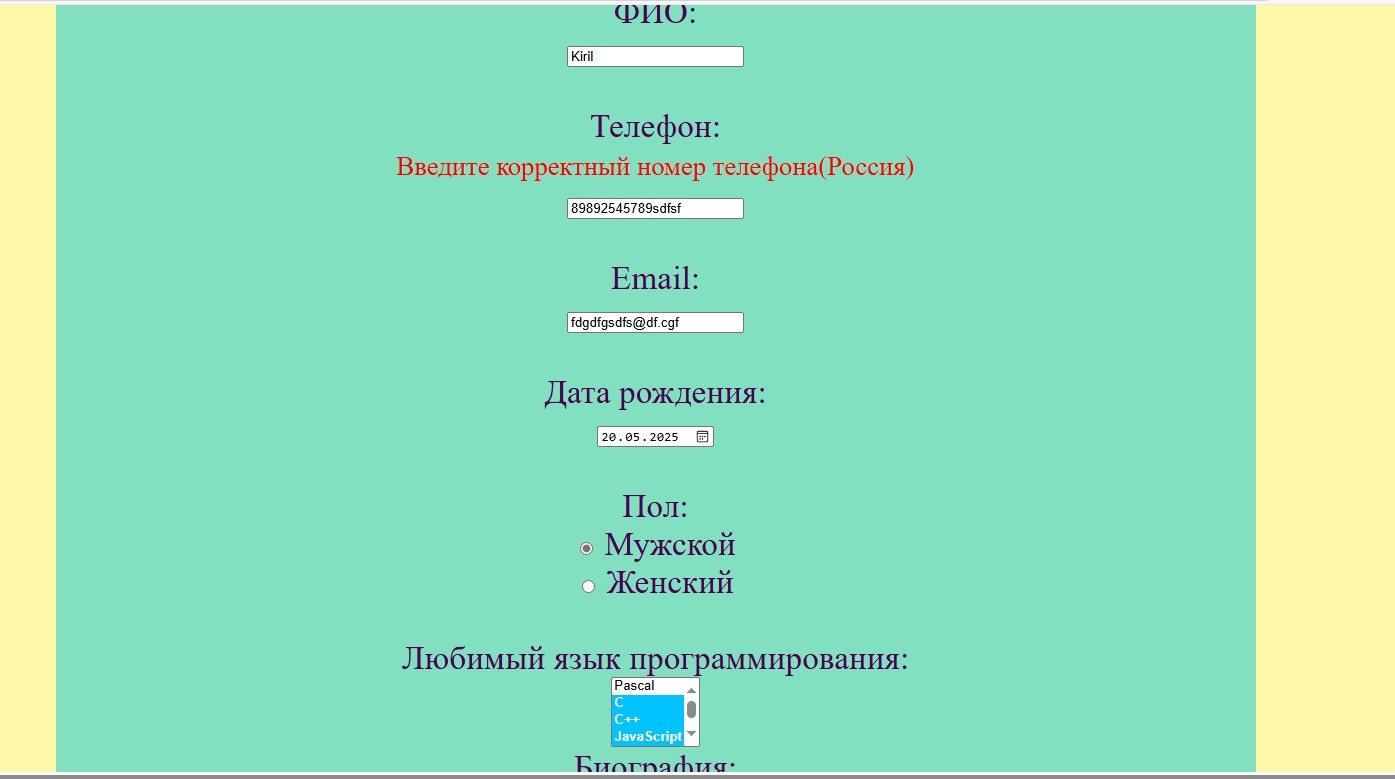 ФИО:
Kiril
Телефон:
Введите корректный номер телефона(Россия)
89892545789sdfsf
Email:
fdgdfgsdfs@df.cgf
Дата рождения:
20.05.2025
Пол:
Мужской
Женский
Любимый язык программирования:
Pascal
C
C++
JavaScript
Биография: